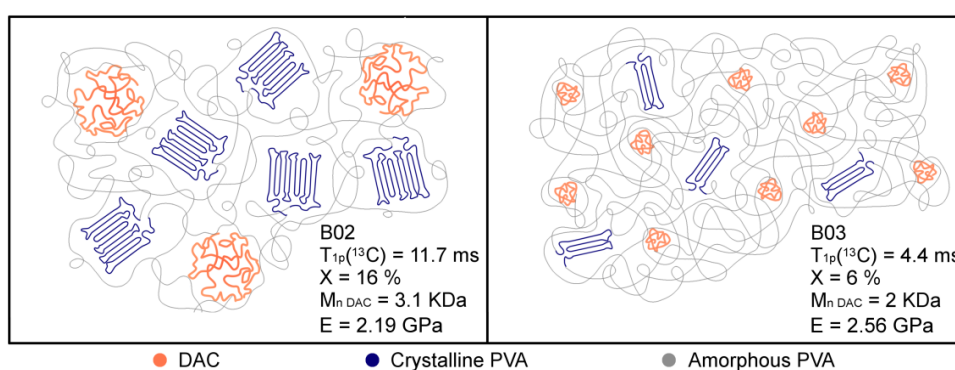 B02
T1ρ(¹³C) = 11.7 ms
X = 16 %
Mn DAC = 3.1 KDa
E = 2.19 GPa
B03
T1ρ(¹³C) = 4.4 ms
X = 6 %
Mn DAC = 2 KDa
E = 2.56 GPa
DAC
Crystalline PVA
Amorphous PVA